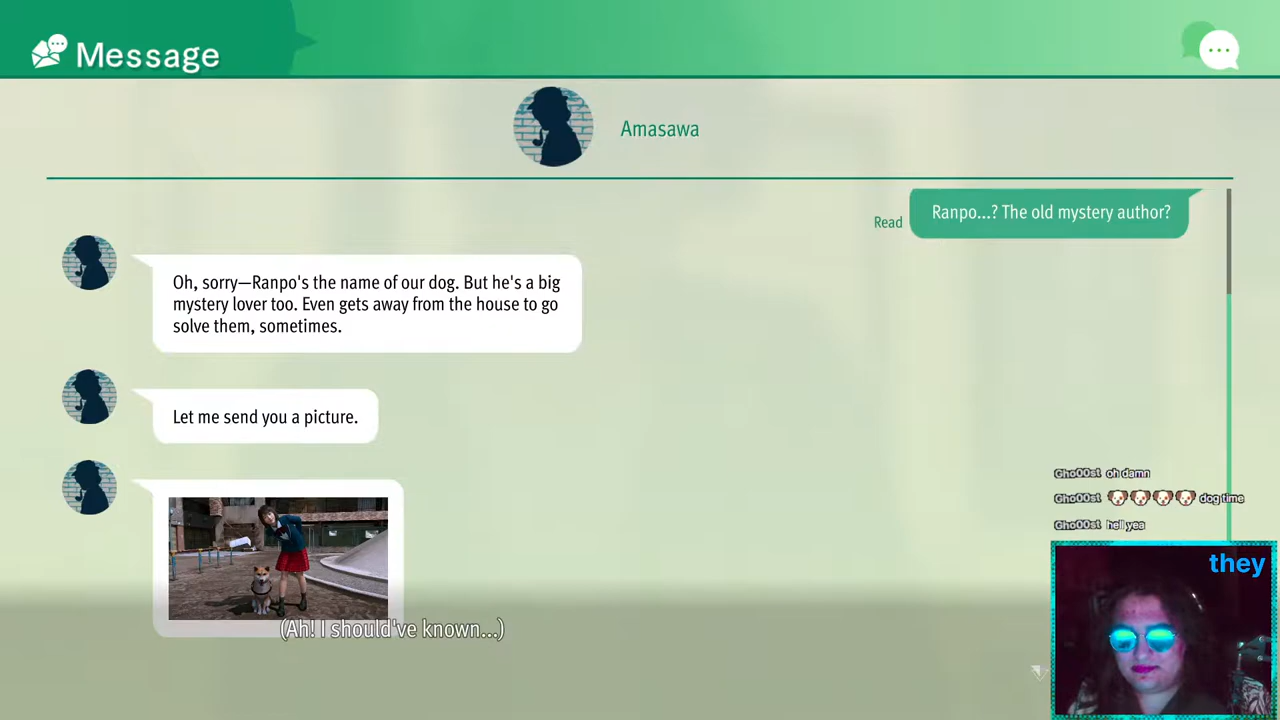 Message
Amasawa
Read
Ranpo...? The old mystery author?
Oh, sorry—Ranpo's the name of our dog. But he's a big
mystery lover too. Even gets away from the house to go
solve them, sometimes.
Let me send you a picture.
(Ah! I should've known...)
Gho00st oh damn
Gho00st 🐶🐶🐶🐶 dog time
Gho00st hell yea
they